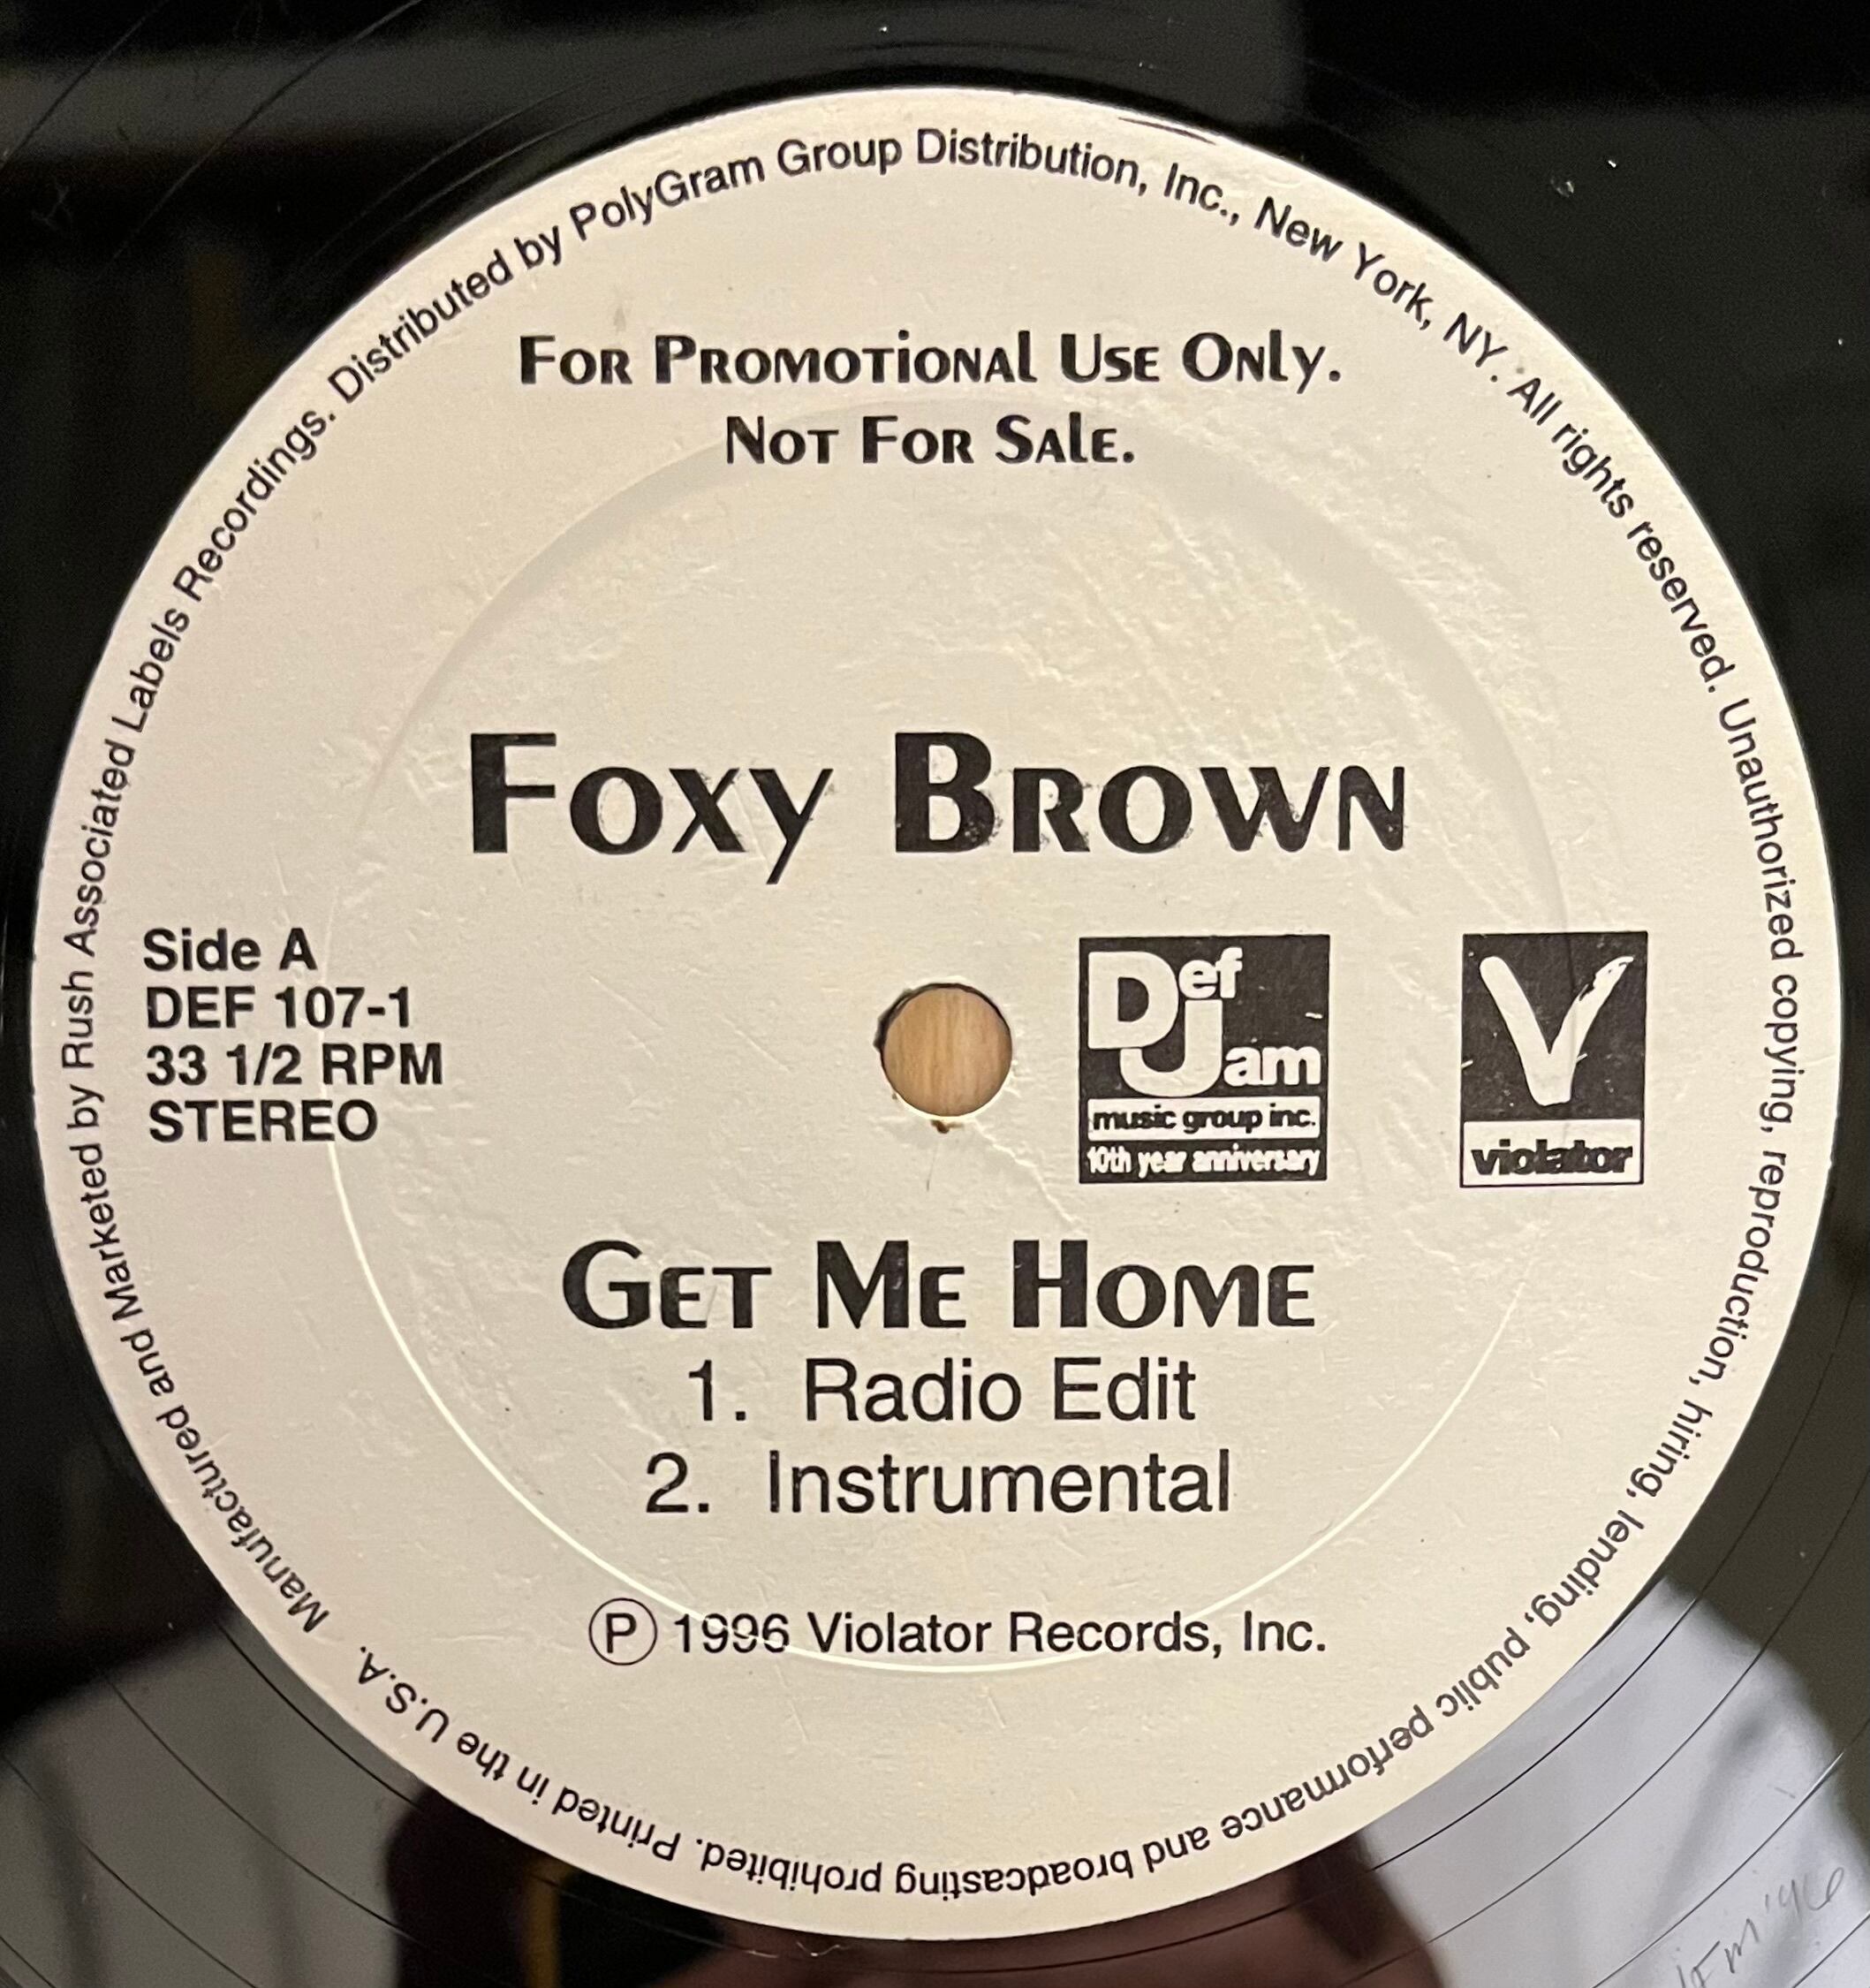 Manufactured and Marketed by Rush Associated Labels Recordings. Distributed by PolyGram Group Distribution, Inc., New York, NY. All rights reserved. Unauthorized copying, reproduction, hiring, lending, public performance and broadcasting prohibited. Printed in the U.S.A.
For Promotional Use Only.
Not For Sale.
Foxy Brown
Side A
DEF 107-1
33 1/2 RPM
STEREO
Def
Jam
music group inc.
10th year anniversary
V
violator
Get Me Home
1. Radio Edit
2. Instrumental
Ⓟ 1996 Violator Records, Inc.